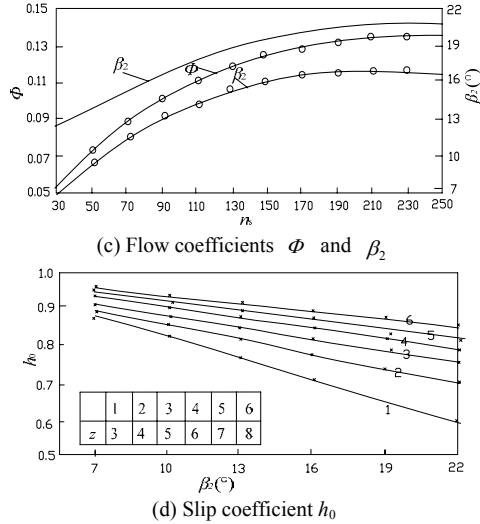 0.15
0.13
0.11
0.09
0.07
0.05
Φ
β₂
Φ
β₂
22
19
16
13
10
7
β₂(°)
30 50 70 90 110 130 150 170 190 210 230 250
nₛ
(c) Flow coefficients Φ and β₂
1.0
0.9
0.8
0.7
0.6
0.5
h₀
6
5
4
3
2
1
1 2 3 4 5 6
z 3 4 5 6 7 8
7 10 13 16 19 22
β₂(°)
(d) Slip coefficient h₀